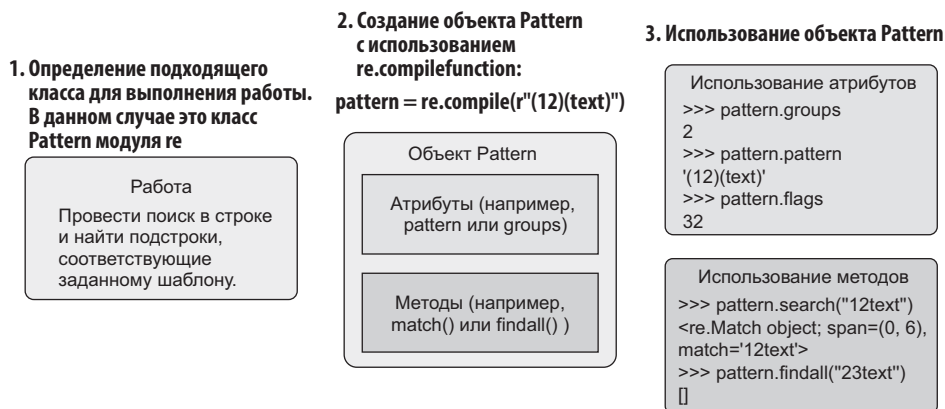 1. Определение подходящего
класса для выполнения работы.
В данном случае это класс
Pattern модуля re
Работа
Провести поиск в строке
и найти подстроки,
соответствующие
заданному шаблону.
2. Создание объекта Pattern
с использованием
re.compilefunction:
pattern = re.compile(r"(12)(text)")
Объект Pattern
Атрибуты (например,
pattern или groups)
Методы (например,
match() или findall() )
3. Использование объекта Pattern
Использование атрибутов
>>> pattern.groups
2
>>> pattern.pattern
'(12)(text)'
>>> pattern.flags
32
Использование методов
>>> pattern.search("12text")
<re.Match object; span=(0, 6),
match='12text'>
>>> pattern.findall("23text")
[]